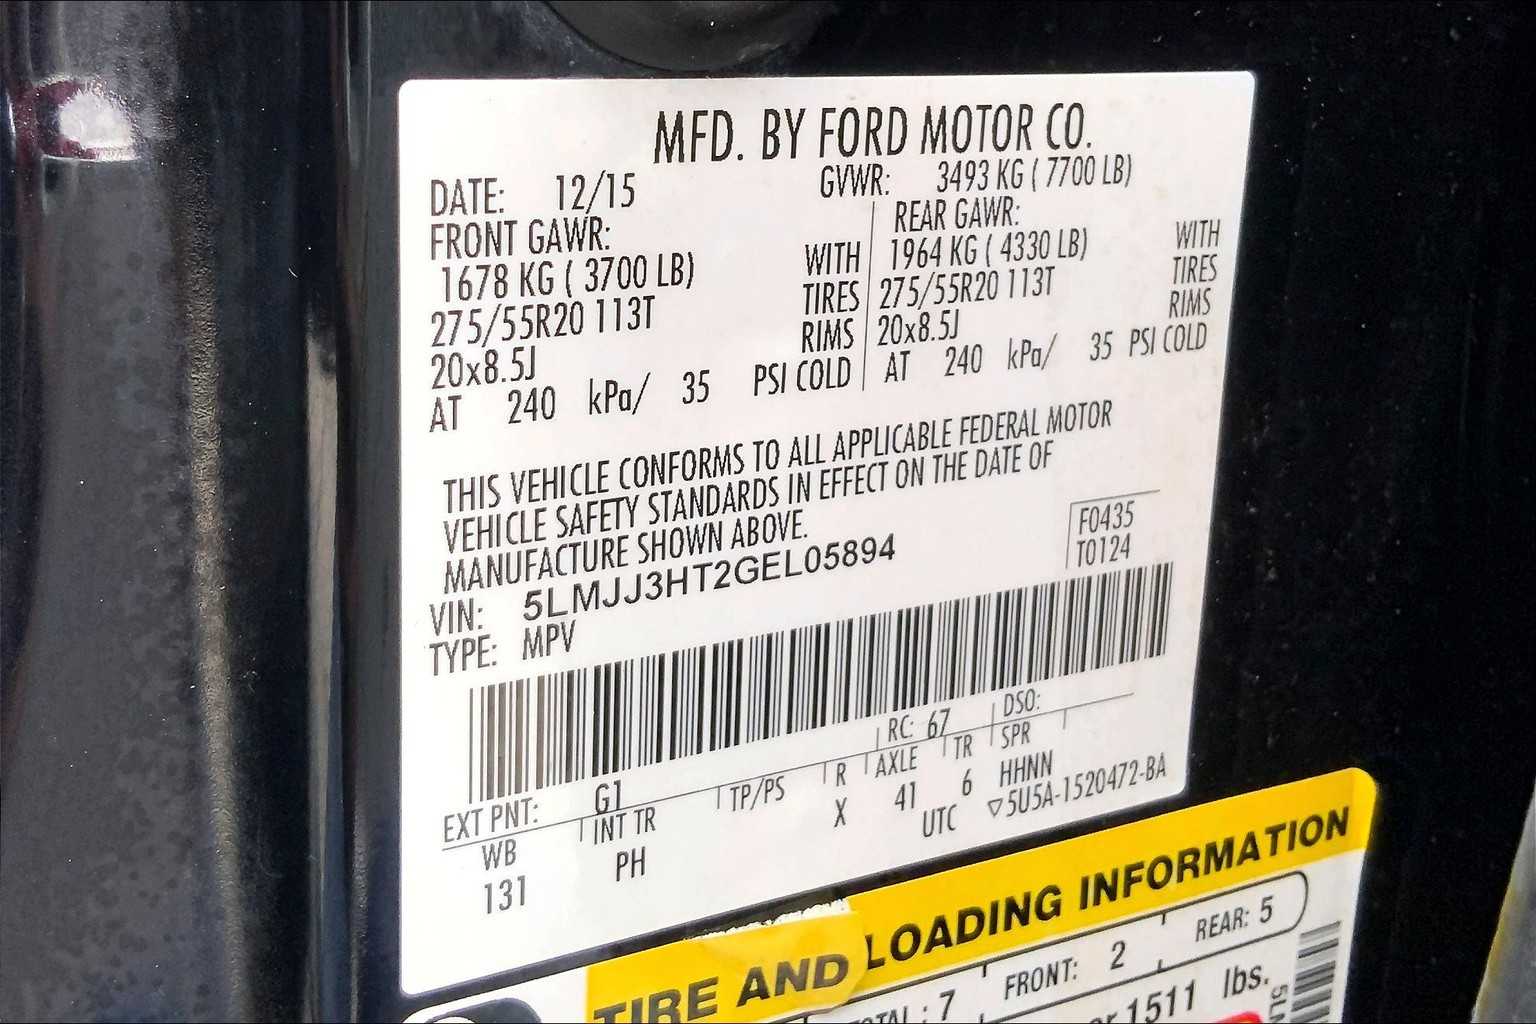 MFD. BY FORD MOTOR CO.
DATE: 12/15 GVWR: 3493 KG ( 7700 LB)
FRONT GAWR: REAR GAWR:
1678 KG ( 3700 LB) WITH 1964 KG ( 4330 LB) WITH
275/55R20 113T TIRES 275/55R20 113T TIRES
20x8.5J RIMS 20x8.5J RIMS
AT 240 kPa/ 35 PSI COLD AT 240 kPa/ 35 PSI COLD
THIS VEHICLE CONFORMS TO ALL APPLICABLE FEDERAL MOTOR
VEHICLE SAFETY STANDARDS IN EFFECT ON THE DATE OF
MANUFACTURE SHOWN ABOVE.
F0435
T0124
VIN: 5LMJJ3HT2GEL05894
TYPE: MPV
EXT PNT: G1 RC: 67 DSO:
WB INT TR TP/PS R AXLE TR SPR
131 PH X 41 6 HHNN
UTC ▽5U5A-1520472-BA
TIRE AND LOADING INFORMATION
: 7 FRONT: 2 REAR: 5
1511 lbs.